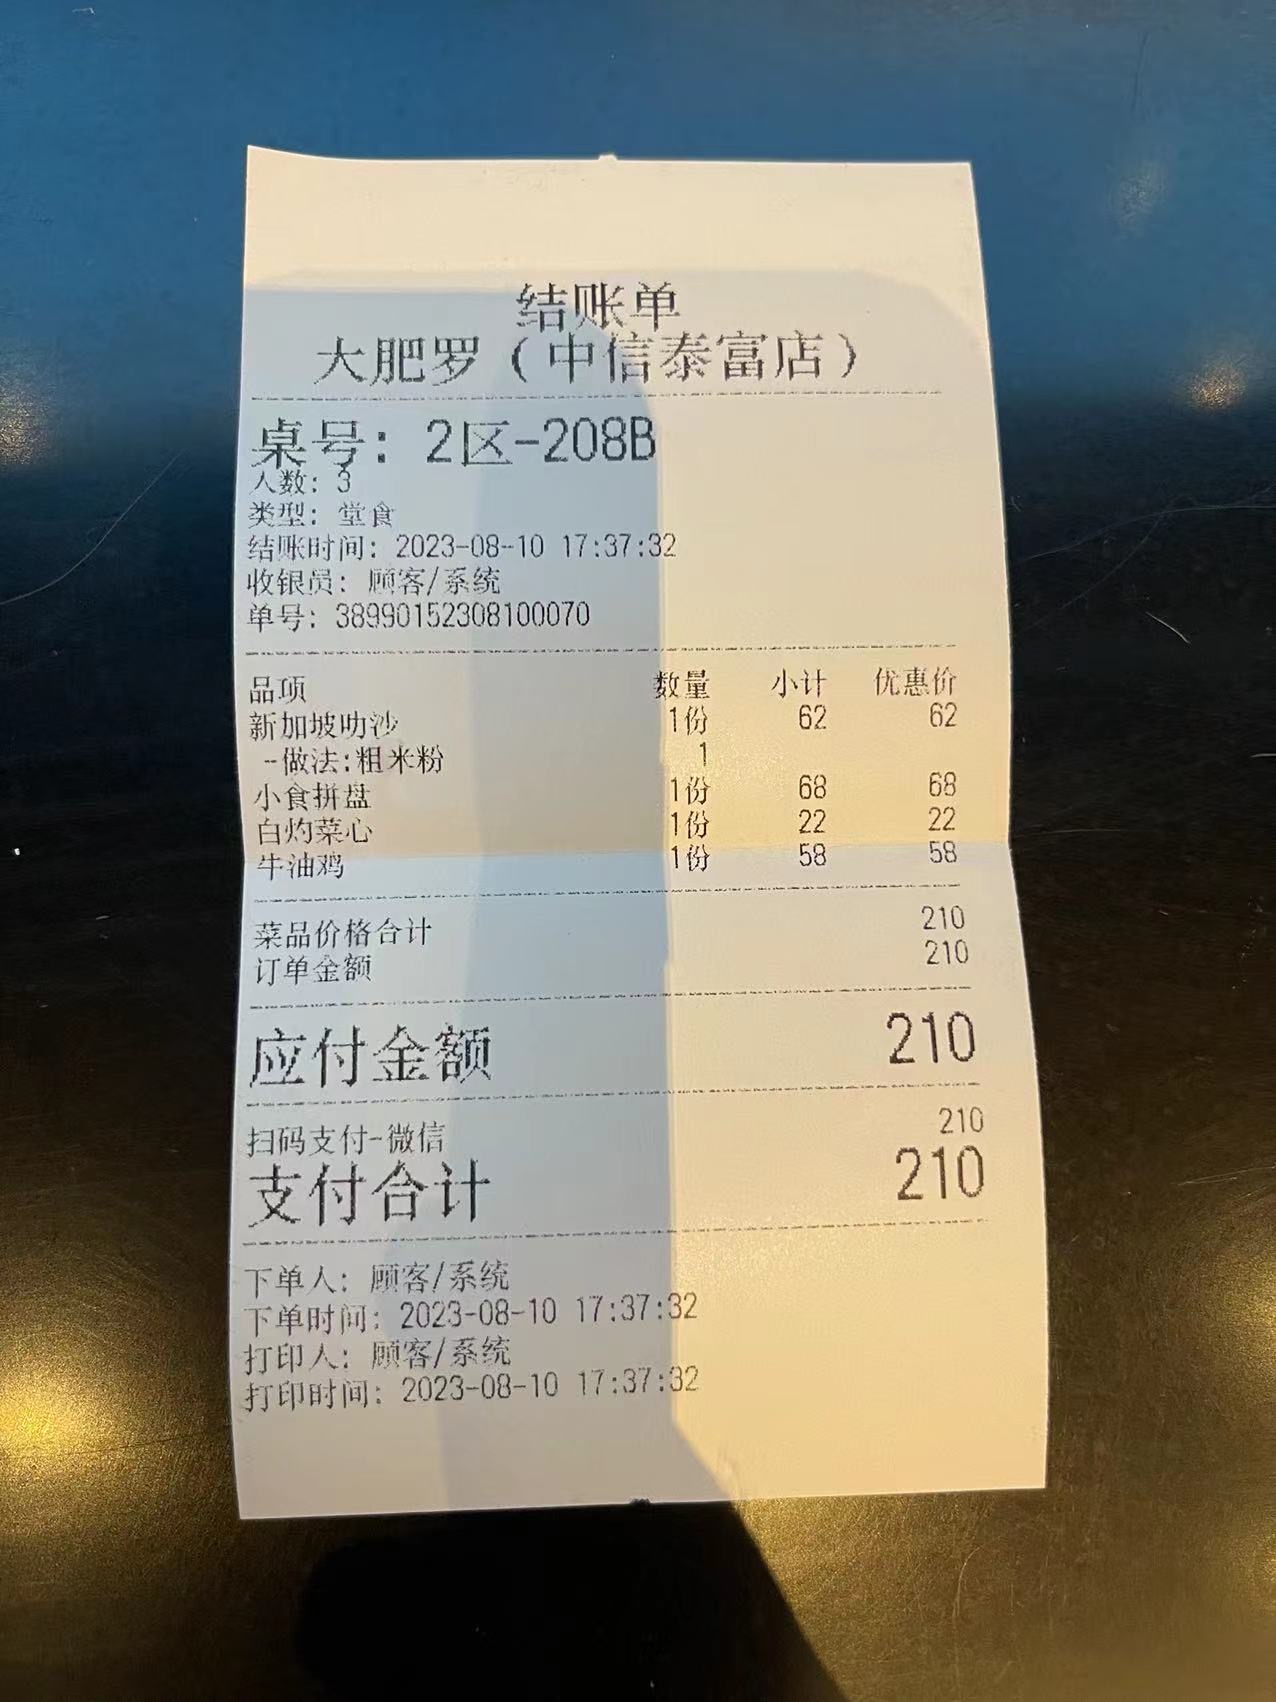 结账单
大肥罗（中信泰富店）
桌号: 2区-208B
人数: 3
类型: 堂食
结账时间: 2023-08-10 17:37:32
收银员: 顾客/系统
单号: 38990152308100070
品项 数量 小计 优惠价
新加坡叻沙 1份 62 62
-做法:粗米粉 1
小食拼盘 1份 68 68
白灼菜心 1份 22 22
牛油鸡 1份 58 58
菜品价格合计 210
订单金额 210
应付金额 210
扫码支付-微信 210
支付合计 210
下单人: 顾客/系统
下单时间: 2023-08-10 17:37:32
打印人: 顾客/系统
打印时间: 2023-08-10 17:37:32